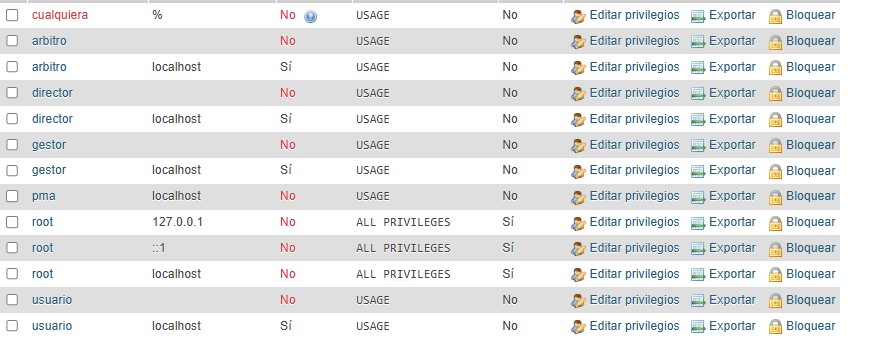 cualquiera % No USAGE No Editar privilegios Exportar Bloquear
arbitro No USAGE No Editar privilegios Exportar Bloquear
arbitro localhost Sí USAGE No Editar privilegios Exportar Bloquear
director No USAGE No Editar privilegios Exportar Bloquear
director localhost Sí USAGE No Editar privilegios Exportar Bloquear
gestor No USAGE No Editar privilegios Exportar Bloquear
gestor localhost Sí USAGE No Editar privilegios Exportar Bloquear
pma localhost No USAGE No Editar privilegios Exportar Bloquear
root 127.0.0.1 No ALL PRIVILEGES Sí Editar privilegios Exportar Bloquear
root ::1 No ALL PRIVILEGES Sí Editar privilegios Exportar Bloquear
root localhost No ALL PRIVILEGES Sí Editar privilegios Exportar Bloquear
usuario No USAGE No Editar privilegios Exportar Bloquear
usuario localhost Sí USAGE No Editar privilegios Exportar Bloquear